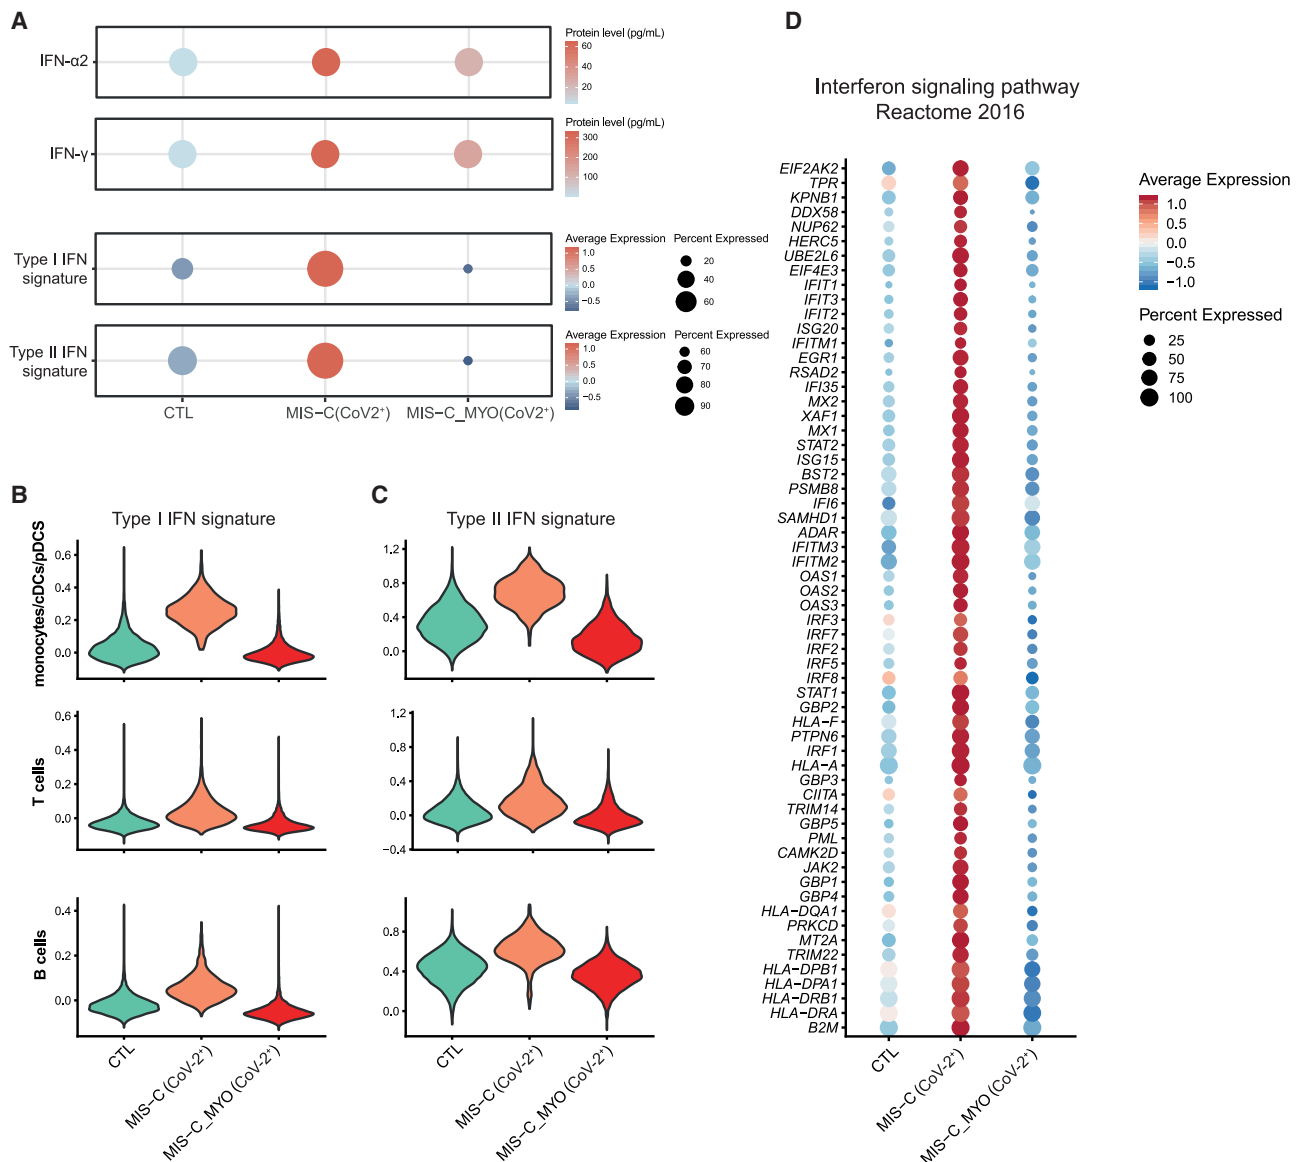 A
IFN-α2
Protein level (pg/mL)
60
40
20
IFN-γ
Protein level (pg/mL)
300
200
100
Type I IFN
signature
Average Expression
1.0
0.5
0.0
−0.5
Percent Expressed
20
40
60
Type II IFN
signature
Average Expression
1.0
0.5
0.0
−0.5
Percent Expressed
60
70
80
90
CTL
MIS−C(CoV2⁺)
MIS−C_MYO(CoV2⁺)
B
Type I IFN signature
monocytes/cDCs/pDCS
0.6
0.4
0.2
0.0
T cells
0.6
0.4
0.2
0.0
B cells
0.4
0.2
0.0
CTL
MIS−C (CoV-2⁺)
MIS−C_MYO (CoV-2⁺)
C
Type II IFN signature
1.2
0.8
0.4
0.0
1.2
0.8
0.4
0.0
−0.4
0.8
0.4
0.0
CTL
MIS−C (CoV-2⁺)
MIS−C_MYO (CoV-2⁺)
D
Interferon signaling pathway
Reactome 2016
EIF2AK2
TPR
KPNB1
DDX58
NUP62
HERC5
UBE2L6
EIF4E3
IFIT1
IFIT3
IFIT2
ISG20
IFITM1
EGR1
RSAD2
IFI35
MX2
XAF1
MX1
STAT2
ISG15
BST2
PSMB8
IFI6
SAMHD1
ADAR
IFITM3
IFITM2
OAS1
OAS2
OAS3
IRF3
IRF7
IRF2
IRF5
IRF8
STAT1
GBP2
HLA−F
PTPN6
IRF1
HLA−A
GBP3
CIITA
TRIM14
GBP5
PML
CAMK2D
JAK2
GBP1
GBP4
HLA−DQA1
PRKCD
MT2A
TRIM22
HLA−DPB1
HLA−DPA1
HLA−DRB1
HLA−DRA
B2M
CTL
MIS−C (CoV-2⁺)
MIS−C_MYO (CoV-2⁺)
Average Expression
1.0
0.5
0.0
−0.5
−1.0
Percent Expressed
25
50
75
100